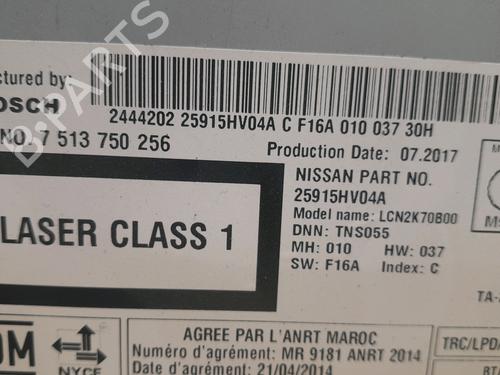 ctured by:
OSCH
2444202 25915HV04A C F16A 010 037 30H
NO. 7 513 750 256
Production Date: 07.2017
NISSAN PART NO.
25915HV04A
Model name: LCN2K70B00
DNN: TNS055
MH: 010 HW: 037
SW: F16A Index: C
LASER CLASS 1
B-PARTS
OM
NYCE
AGREE PAR L'ANRT MAROC
Numéro d'agrément: MR 9181 ANRT 2014
Date d'agrément: 21/04/2014
TA-
TRC/LPD/